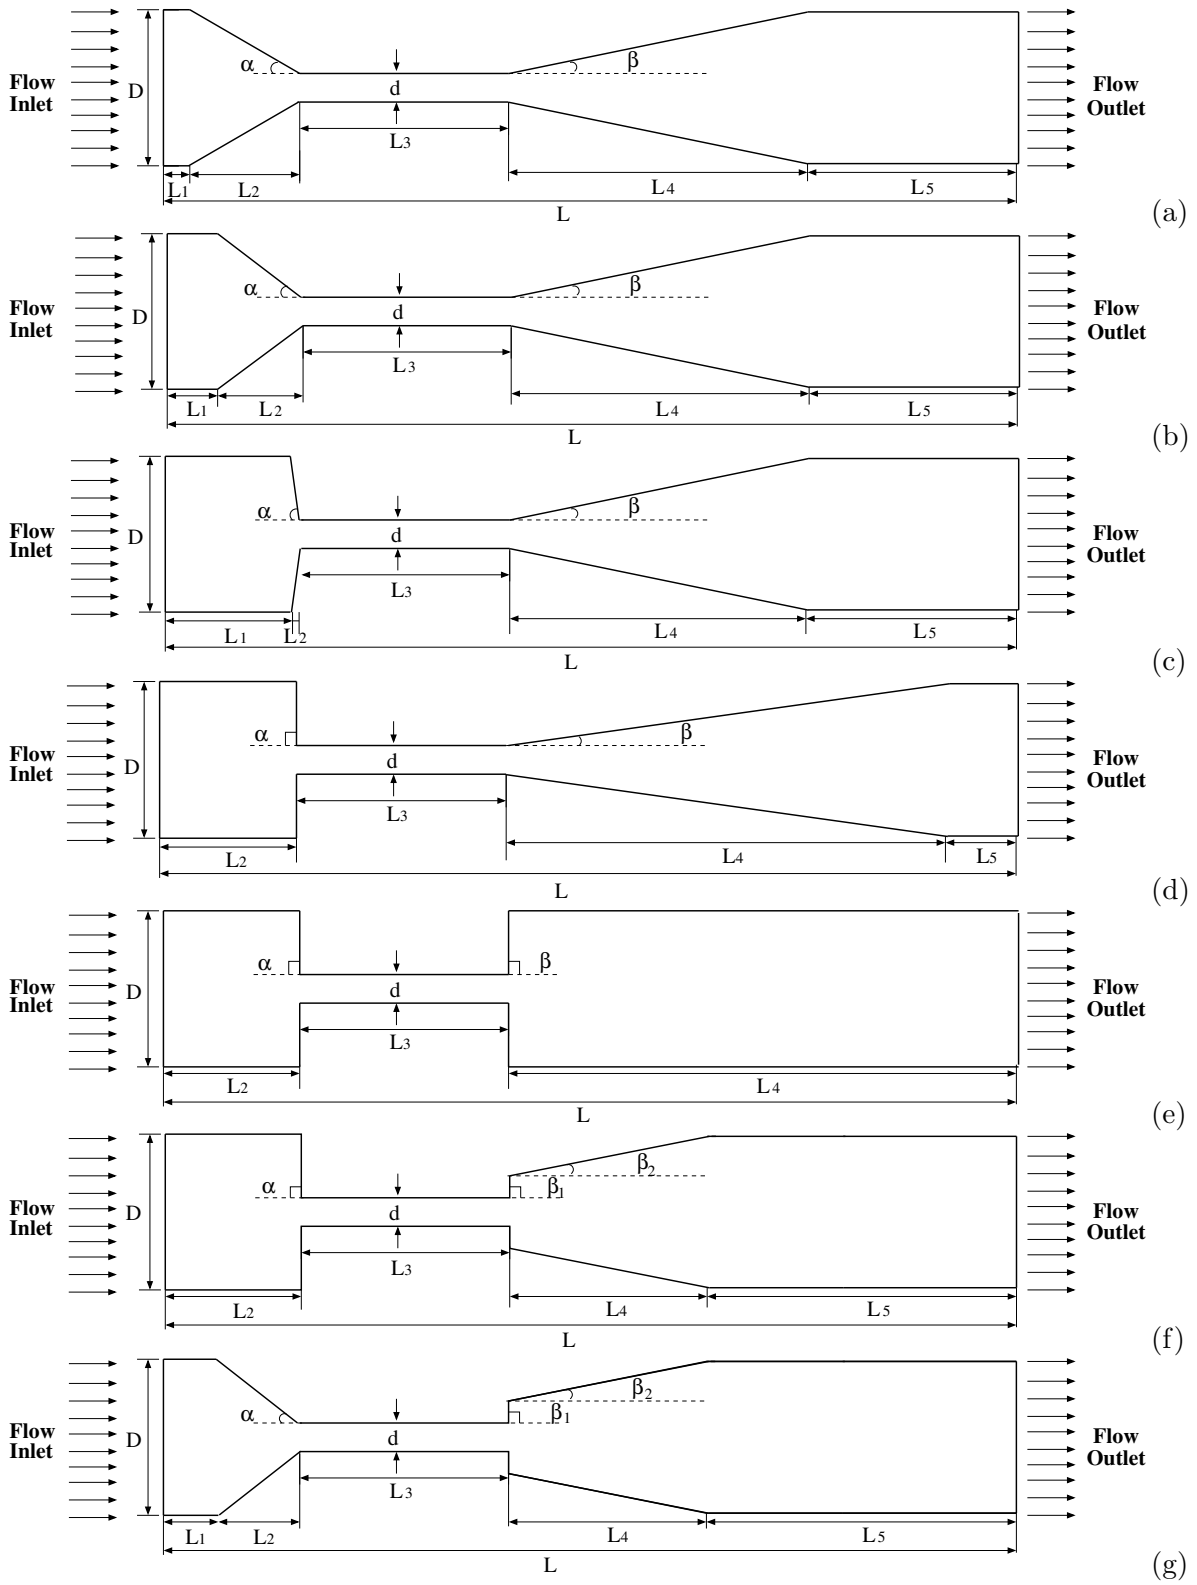 Flow
Inlet
D
α
d
β
L3
L1
L2
L4
L5
L
Flow
Outlet
(a)
Flow
Inlet
D
α
d
β
L3
L1
L2
L4
L5
L
Flow
Outlet
(b)
Flow
Inlet
D
α
d
β
L3
L1
L2
L4
L5
L
Flow
Outlet
(c)
Flow
Inlet
D
α
d
β
L3
L2
L4
L5
L
Flow
Outlet
(d)
Flow
Inlet
D
α
d
β
L3
L2
L4
L
Flow
Outlet
(e)
Flow
Inlet
D
α
d
β2
β1
L3
L2
L4
L5
L
Flow
Outlet
(f)
Flow
Inlet
D
α
d
β2
β1
L3
L1
L2
L4
L5
L
Flow
Outlet
(g)